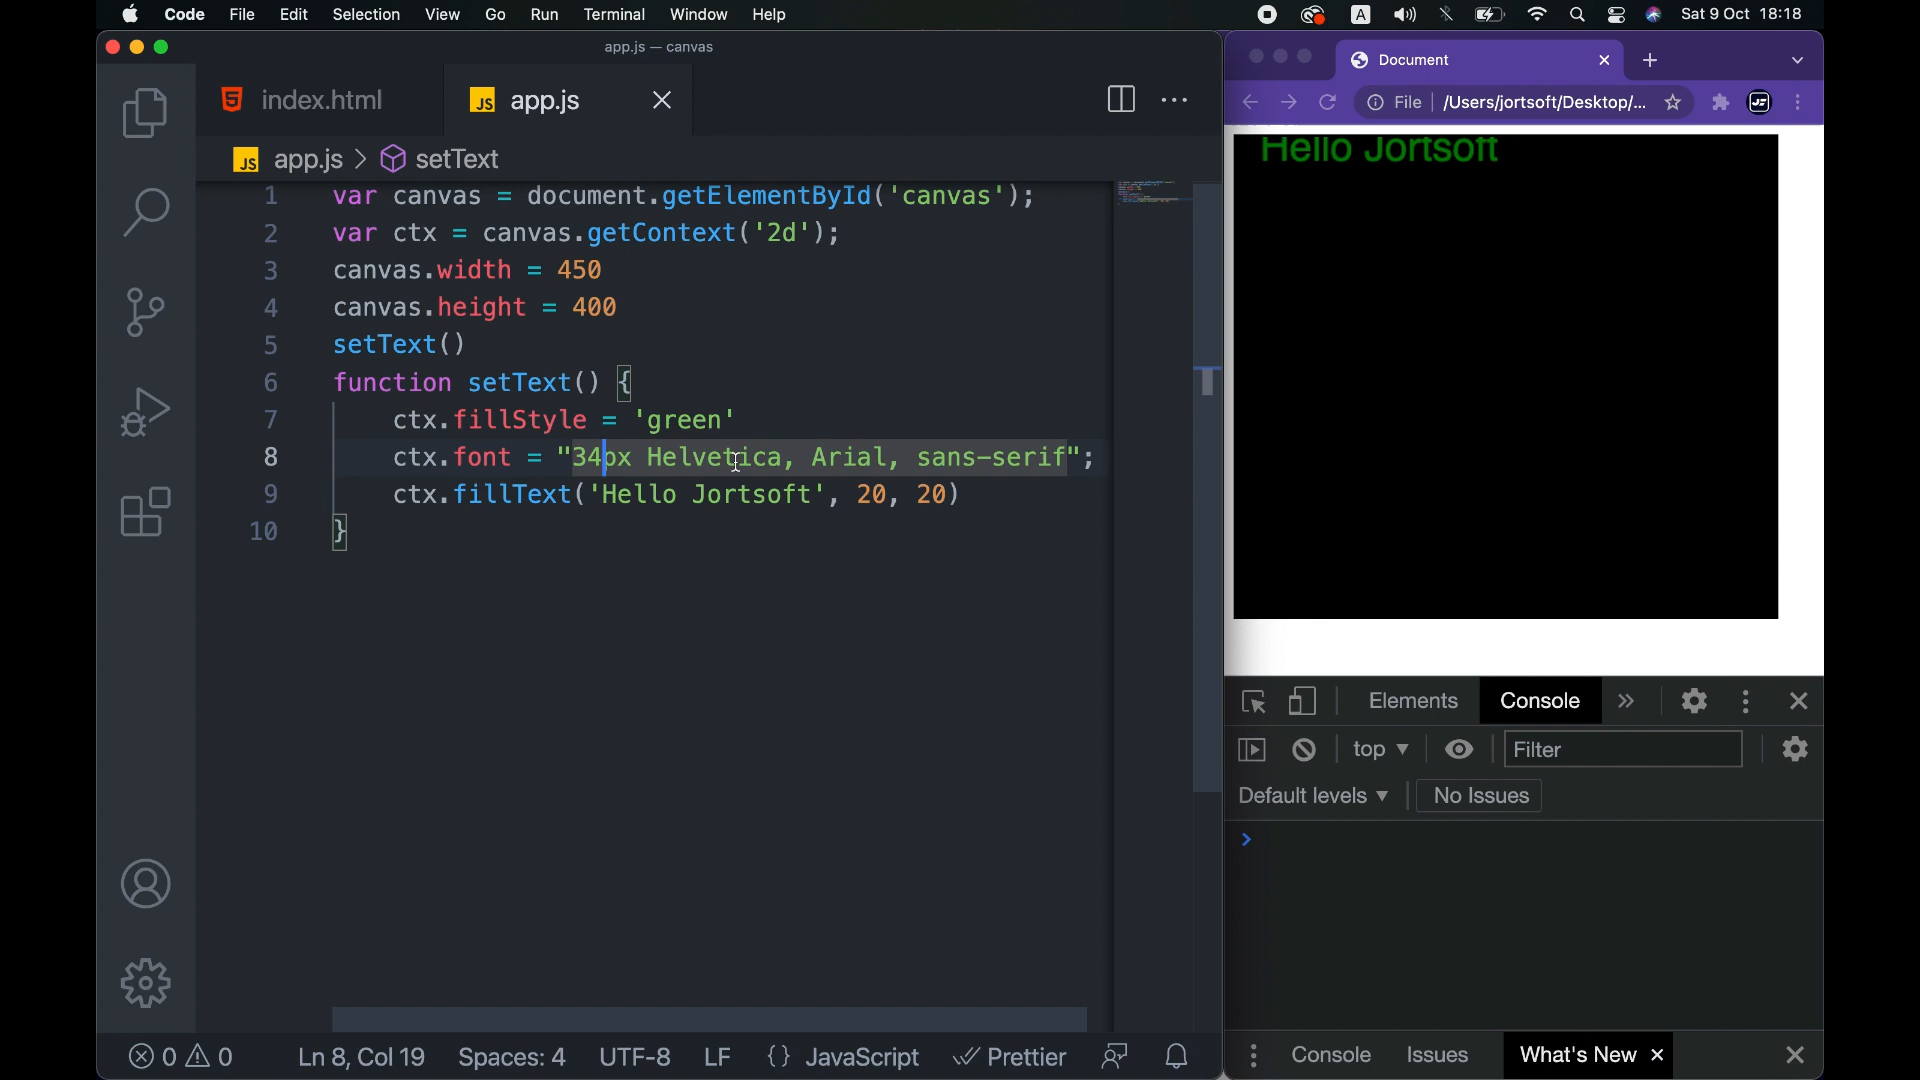 Code File Edit Selection View Go Run Terminal Window Help
A Sat 9 Oct 18:18
app.js — canvas
index.html
JS app.js
JS app.js > setText
1 var canvas = document.getElementById('canvas');
2 var ctx = canvas.getContext('2d');
3 canvas.width = 450
4 canvas.height = 400
5 setText()
6 function setText() {
7 ctx.fillStyle = 'green'
8 ctx.font = "34px Helvetica, Arial, sans-serif";
9 ctx.fillText('Hello Jortsoft', 20, 20)
10 }
0 0 Ln 8, Col 19 Spaces: 4 UTF-8 LF {} JavaScript Prettier
Document
File /Users/jortsoft/Desktop/...
Hello Jortsoft
Elements Console
top Filter
Default levels No Issues
Console Issues What's New